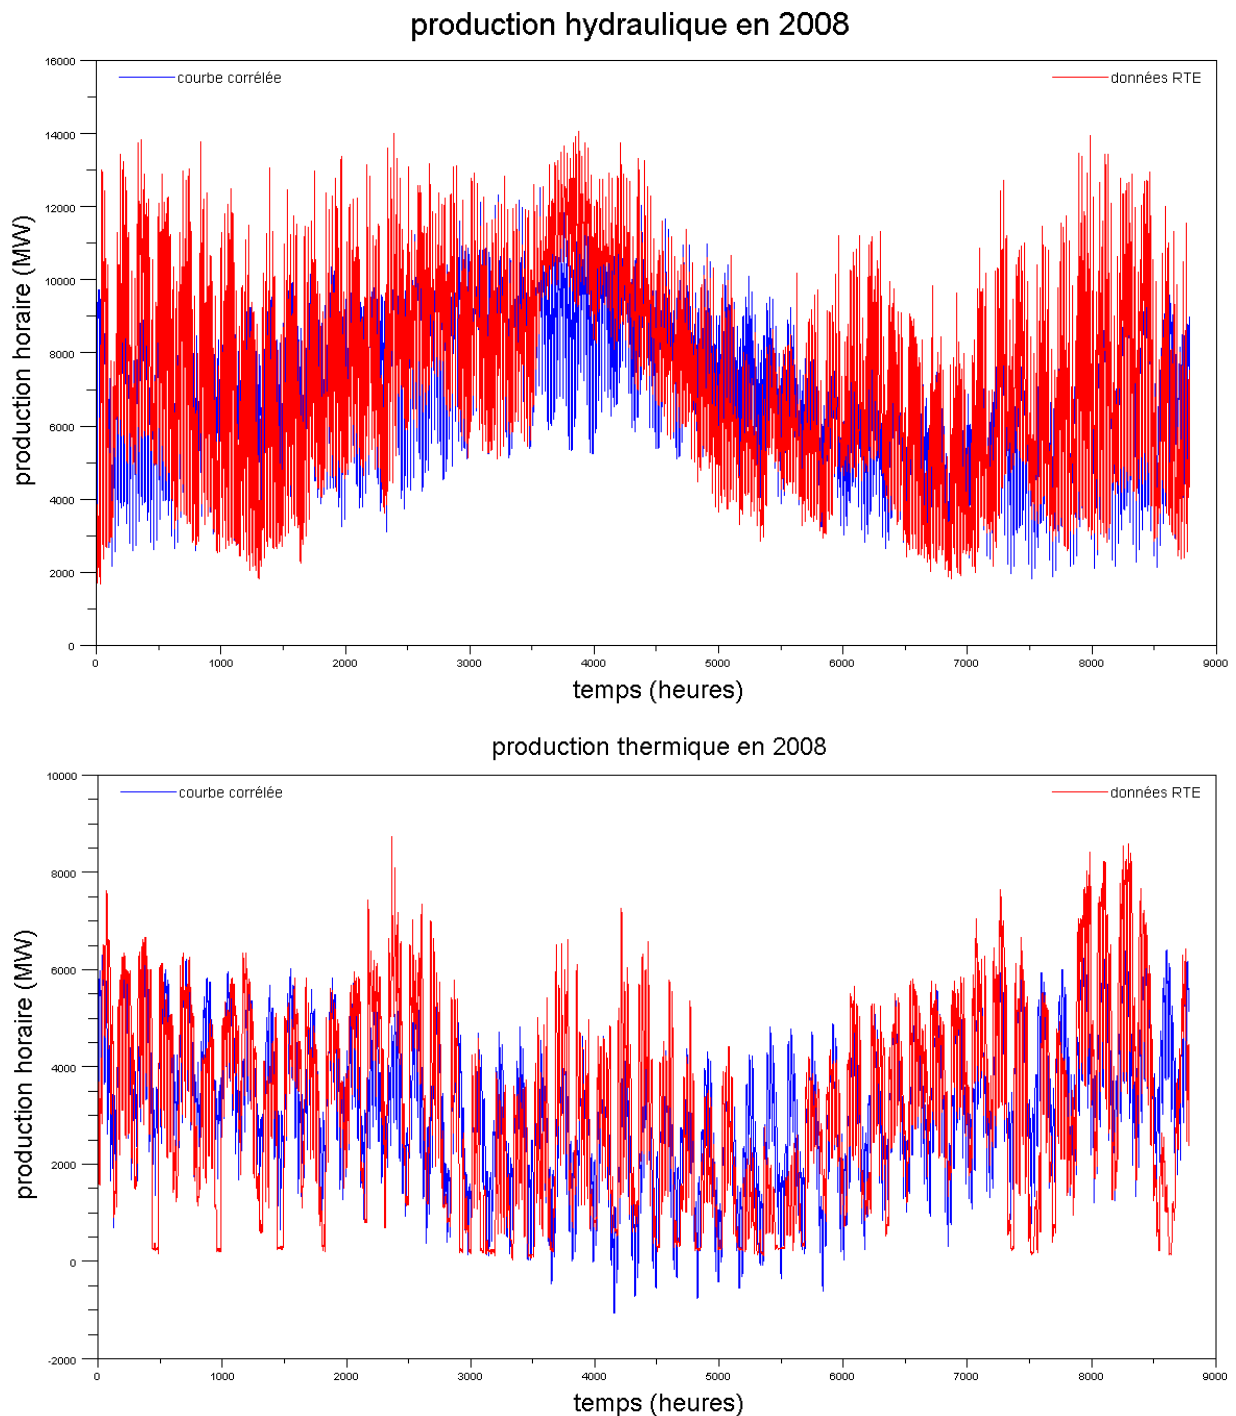 production hydraulique en 2008
16000
courbe corrélée
données RTE
14000
12000
10000
8000
6000
4000
2000
0
production horaire (MW)
0 1000 2000 3000 4000 5000 6000 7000 8000 9000
temps (heures)
production thermique en 2008
10000
courbe corrélée
données RTE
8000
6000
4000
2000
0
-2000
production horaire (MW)
0 1000 2000 3000 4000 5000 6000 7000 8000 9000
temps (heures)